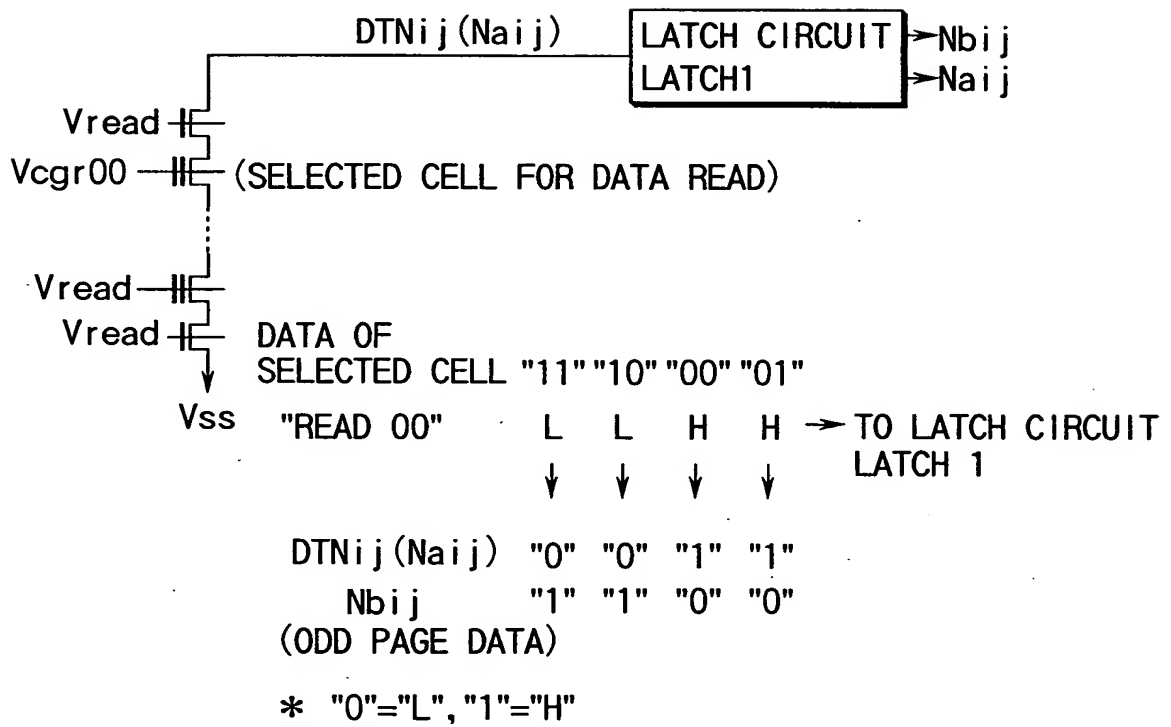 DTNij(Naij)
LATCH CIRCUIT
LATCH1
Nbij
Naij
Vread
Vcgr00
(SELECTED CELL FOR DATA READ)
Vread
Vread
Vss
DATA OF
SELECTED CELL "11" "10" "00" "01"
"READ 00" L L H H TO LATCH CIRCUIT
LATCH 1
DTNij(Naij) "0" "0" "1" "1"
Nbij "1" "1" "0" "0"
(ODD PAGE DATA)
* "0"="L", "1"="H"